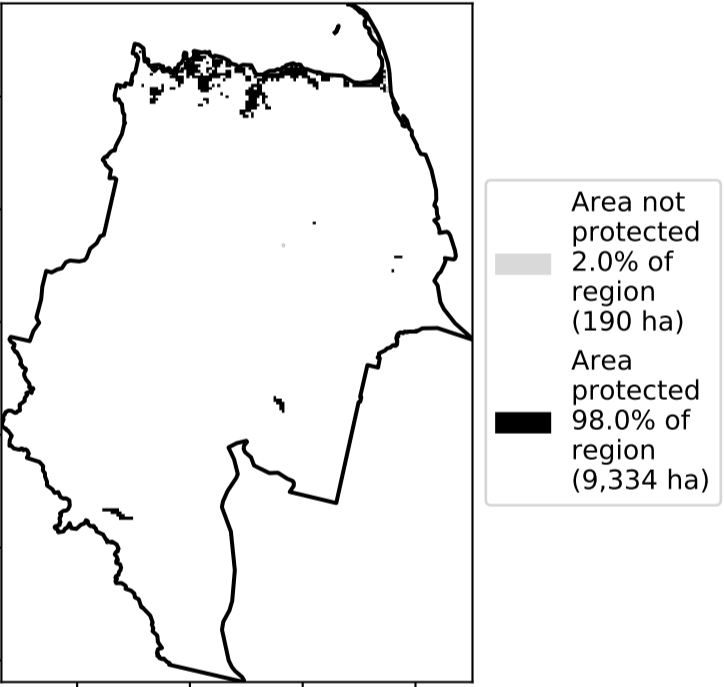 Area not
protected
2.0% of
region
(190 ha)
Area
protected
98.0% of
region
(9,334 ha)